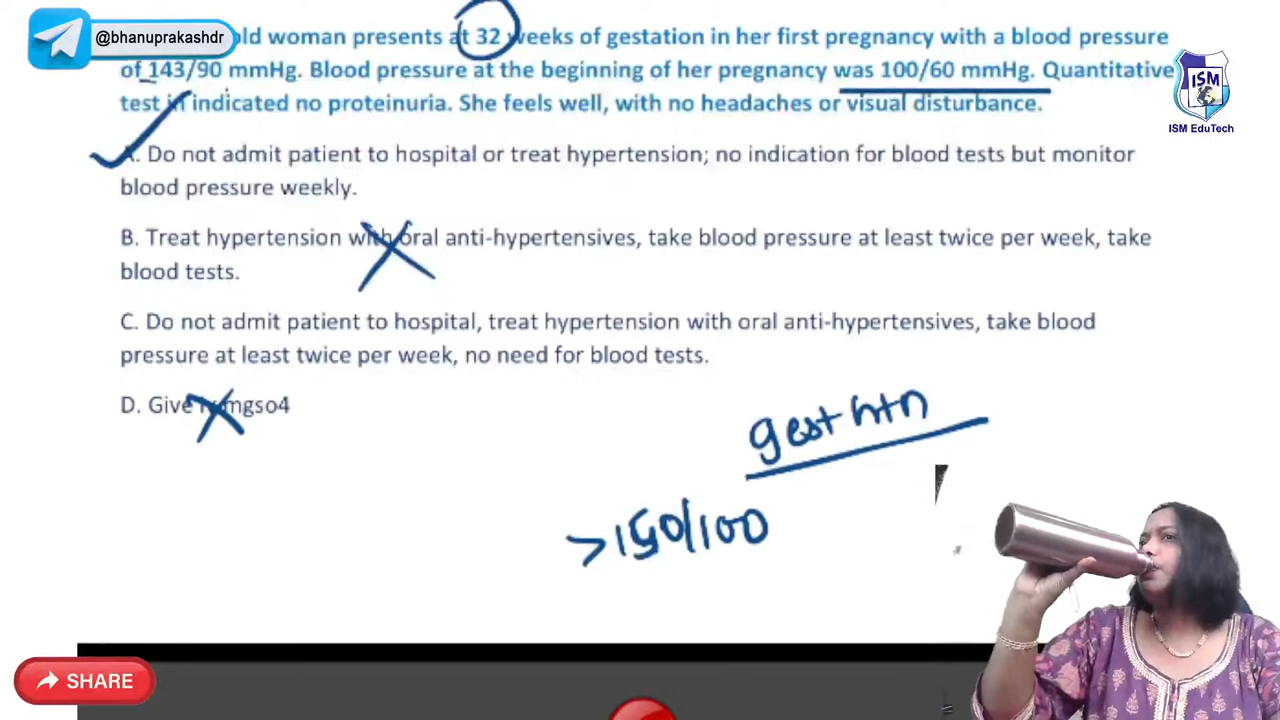 @bhanuprakashdr
old woman presents at 32 weeks of gestation in her first pregnancy with a blood pressure
of 143/90 mmHg. Blood pressure at the beginning of her pregnancy was 100/60 mmHg. Quantitative
test in indicated no proteinuria. She feels well, with no headaches or visual disturbance.
ISM
ISM EduTech
A. Do not admit patient to hospital or treat hypertension; no indication for blood tests but monitor
blood pressure weekly.
B. Treat hypertension with oral anti-hypertensives, take blood pressure at least twice per week, take
blood tests.
C. Do not admit patient to hospital, treat hypertension with oral anti-hypertensives, take blood
pressure at least twice per week, no need for blood tests.
D. Give mgso4
gest htn
>150/100
SHARE